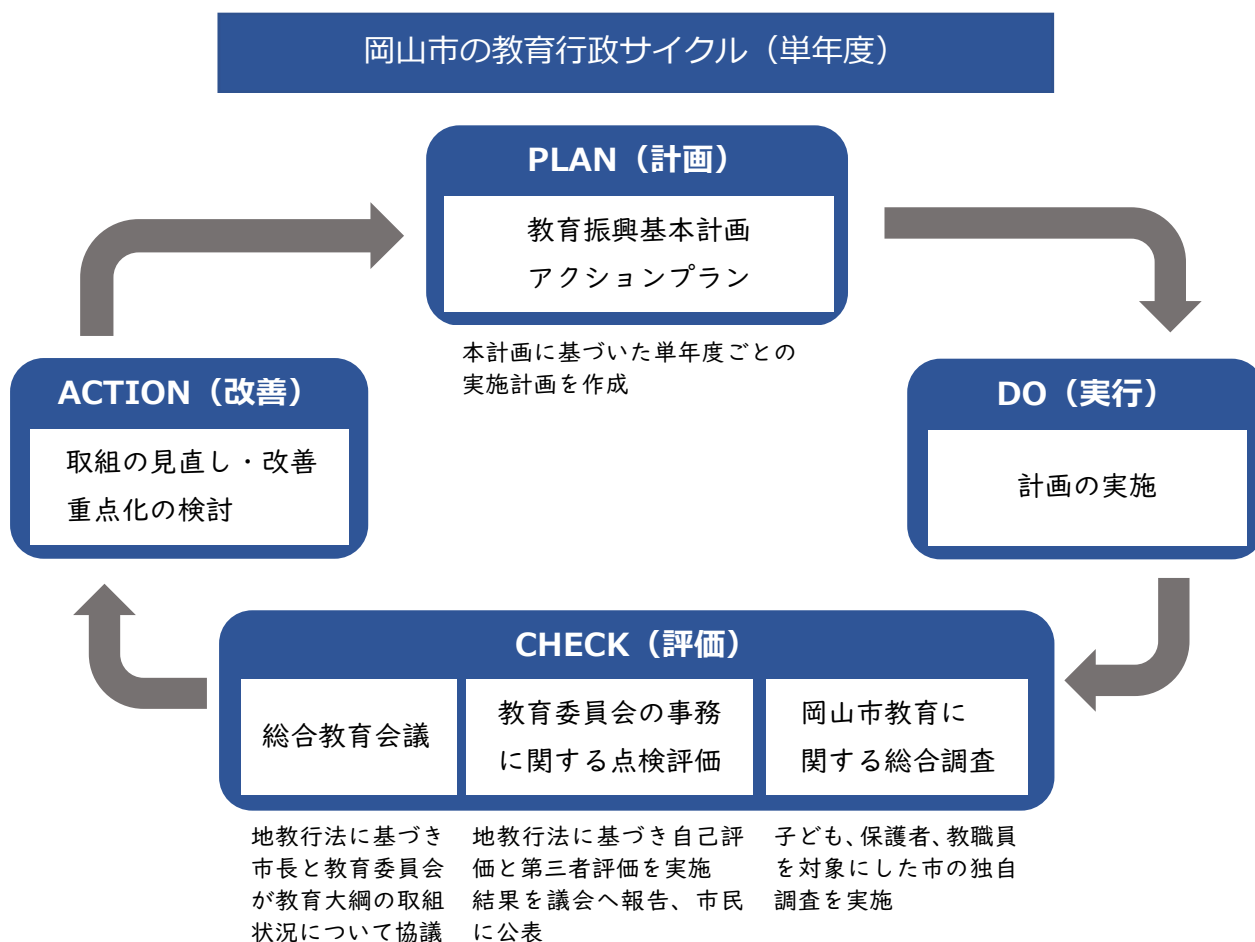 岡山市の教育行政サイクル（単年度）
PLAN（計画）
教育振興基本計画
アクションプラン
本計画に基づいた単年度ごとの
実施計画を作成
DO（実行）
計画の実施
CHECK（評価）
総合教育会議
地教行法に基づき
市長と教育委員会
が教育大綱の取組
状況について協議
教育委員会の事務
に関する点検評価
地教行法に基づき自己評
価と第三者評価を実施
結果を議会へ報告、市民
に公表
岡山市教育に
関する総合調査
子ども、保護者、教職員
を対象にした市の独自
調査を実施
ACTION（改善）
取組の見直し・改善
重点化の検討